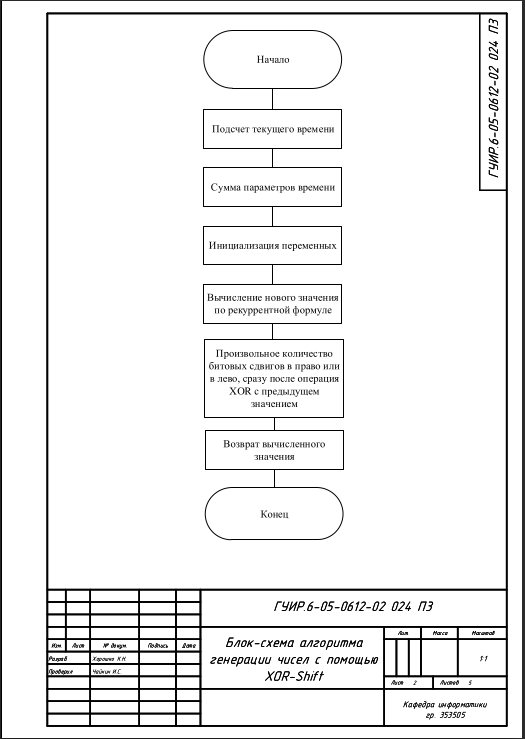 ГУИР.6-05-0612-02 024 ПЗ
Начало
Подсчет текущего времени
Сумма параметров времени
Инициализация переменных
Вычисление нового значения
по рекуррентной формуле
Произвольное количество
битовых сдвигов в право или
в лево, сразу после операция
XOR с предыдущем
значением
Возврат вычисленного
значения
Конец
ГУИР.6-05-0612-02 024 ПЗ
Изм. Лист № докум. Подпись Дата
Разраб Харошко К.Н.
Проверил Чайкин И.С.
Блок-схема алгоритма
генерации чисел с помощью
XOR-Shift
Лит Масса Масштаб
1:1
Лист 2 Листов 5
Кафедра информатики
гр. 353505